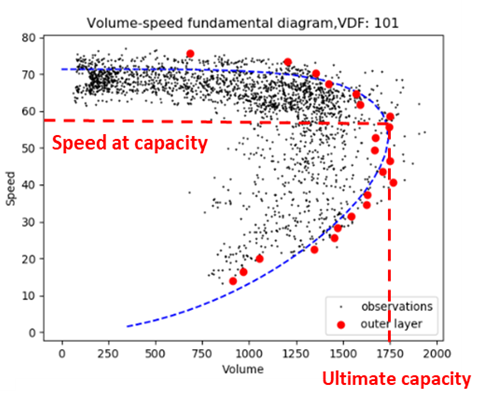 Volume-speed fundamental diagram,VDF: 101
80
70
60
50
40
30
20
10
0
Speed
Speed at capacity
observations
outer layer
0
250
500
750
1000
1250
1500
1750
2000
Volume
Ultimate capacity